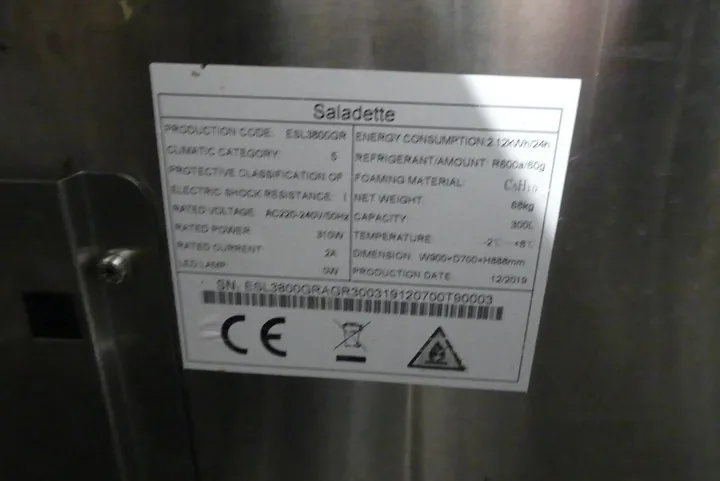 Saladette
PRODUCTION CODE: ESL3800GR
CLIMATIC CATEGORY: 5
PROTECTIVE CLASSIFICATION OF
ELECTRIC SHOCK RESISTANCE: I
RATED VOLTAGE: AC220-240V/50Hz
RATED POWER 310W
RATED CURRENT 2A
LED LAMP 0W
ENERGY CONSUMPTION:2.12KWh/24h
REFRIGERANT/AMOUNT: R600a/60g
FOAMING MATERIAL: C5H10
NET WEIGHT: 68kg
CAPACITY 300L
TEMPERATURE -2℃~+8℃
DIMENSION: W900×D700×H886mm
PRODUCTION DATE 12/2019
SN: ESL3800GRAGR300319120700T90003
CE